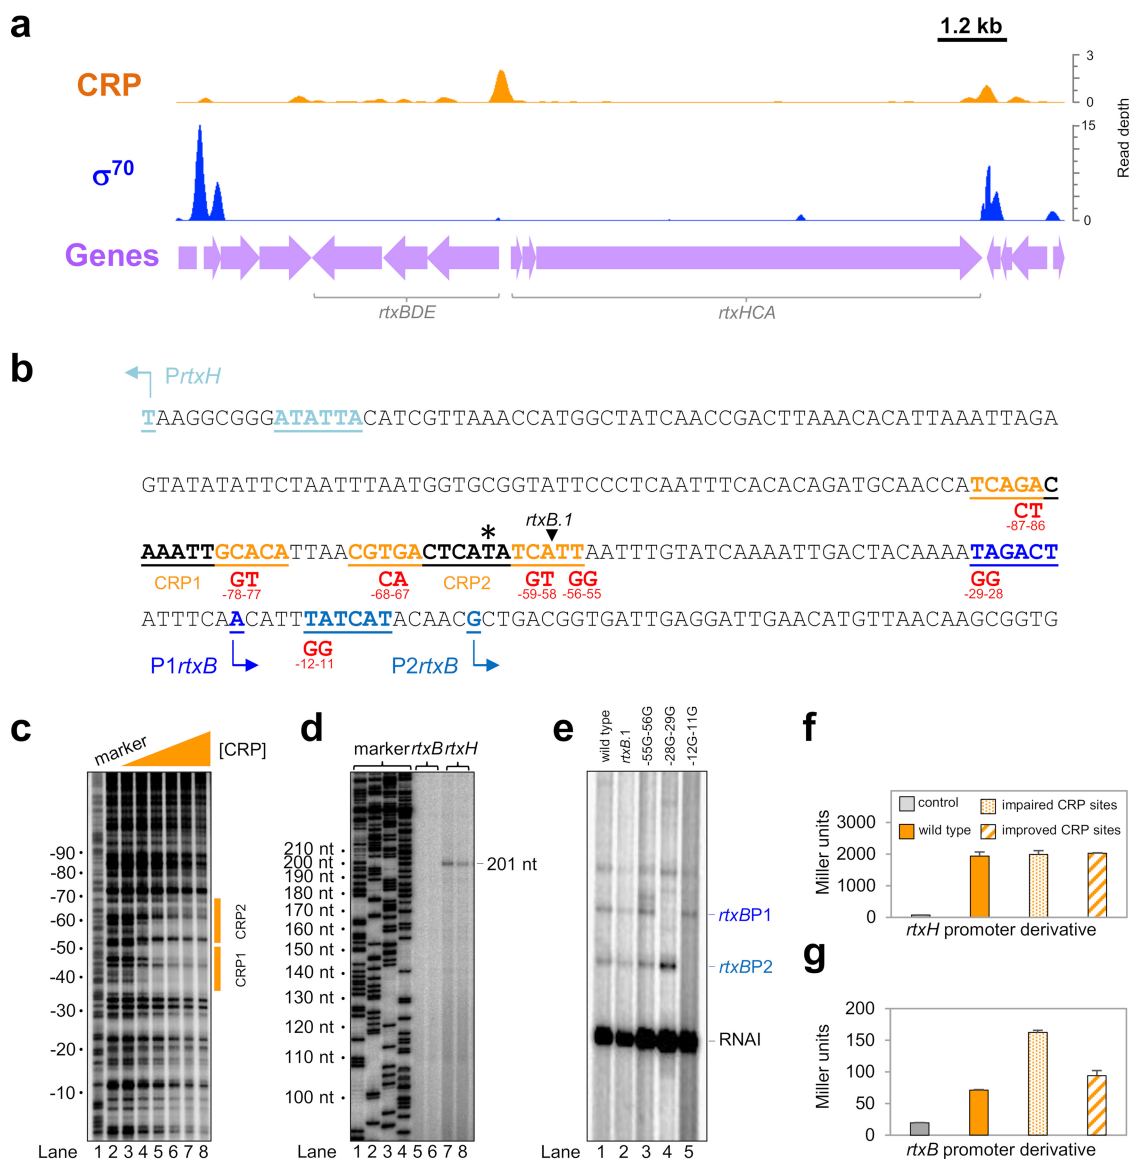 a
1.2 kb
CRP
3
0
σ70
15
0
Read depth
Genes
rtxBDE
rtxHCA
b
PrtxH
TAAGGCGGGATATTACATCGTTAAACCATGGCTATCAACCGACTTAAACACATTAAATTAGA
GTATATATTCTAATTTAATGGTGCGGTATTCCCTCAATTTCACACAGATGCAACCATCAGAC
CT
-87-86
* rtxB.1
AAATTGCACATTAACGTGACTCATATCATTAATTTGTATCAAAATTGACTACAAAATAGACT
CRP1 GT CA CRP2 GT GG GG
-78-77 -68-67 -59-58 -56-55 -29-28
ATTTCAACATTTATCATACAACGCTGACGGTGATTGAGGATTGAACATGTTAACAAGCGGTG
GG
-12-11
P1rtxB P2rtxB
c
marker [CRP]
-90
-80
-70
-60
-50
-40
-30
-20
-10
CRP2
CRP1
Lane 1 2 3 4 5 6 7 8
d
marker rtxB rtxH
210 nt
200 nt
190 nt
180 nt
170 nt
160 nt
150 nt
140 nt
130 nt
120 nt
110 nt
100 nt
201 nt
Lane 1 2 3 4 5 6 7 8
e
wild type
rtxB.1
-55G-56G
-28G-29G
-12G-11G
rtxBP1
rtxBP2
RNAI
Lane 1 2 3 4 5
f
control impaired CRP sites
wild type improved CRP sites
Miller units
3000
2000
1000
0
rtxH promoter derivative
g
Miller units
200
150
100
50
0
rtxB promoter derivative